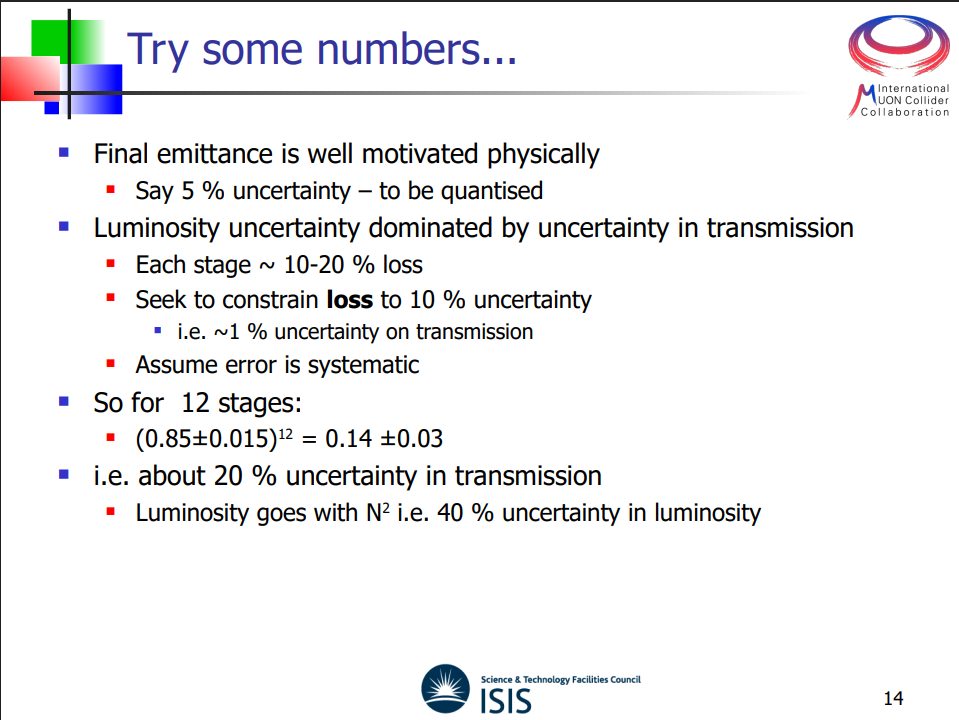 Try some numbers...
International
MUON Collider
Collaboration
Final emittance is well motivated physically
Say 5 % uncertainty – to be quantised
Luminosity uncertainty dominated by uncertainty in transmission
Each stage ~ 10-20 % loss
Seek to constrain loss to 10 % uncertainty
i.e. ~1 % uncertainty on transmission
Assume error is systematic
So for  12 stages:
(0.85±0.015)¹² = 0.14 ±0.03
i.e. about 20 % uncertainty in transmission
Luminosity goes with N² i.e. 40 % uncertainty in luminosity
Science & Technology Facilities Council
ISIS
14